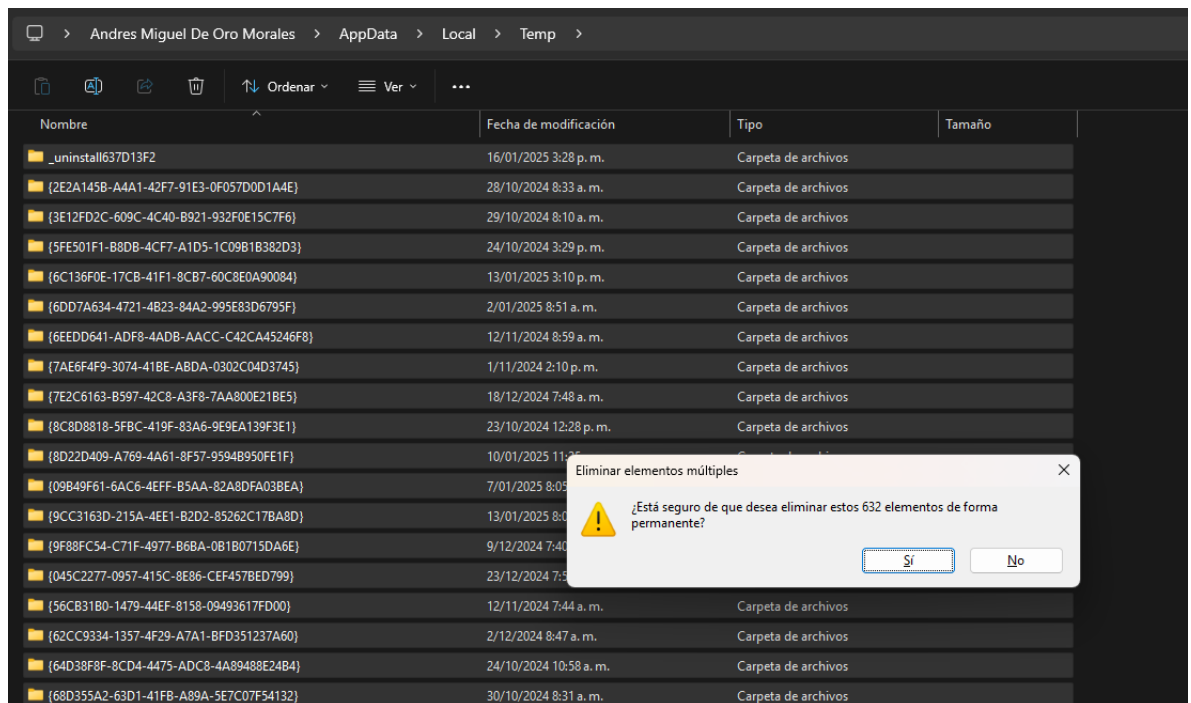 Andres Miguel De Oro Morales > AppData > Local > Temp >
Ordenar Ver •••
Nombre Fecha de modificación Tipo Tamaño
_uninstall637D13F2 16/01/2025 3:28 p. m. Carpeta de archivos
{2E2A145B-A4A1-42F7-91E3-0F057D0D1A4E} 28/10/2024 8:33 a. m. Carpeta de archivos
{3E12FD2C-609C-4C40-B921-932F0E15C7F6} 29/10/2024 8:10 a. m. Carpeta de archivos
{5FE501F1-B8DB-4CF7-A1D5-1C09B1B382D3} 24/10/2024 3:29 p. m. Carpeta de archivos
{6C136F0E-17CB-41F1-8CB7-60C8E0A90084} 13/01/2025 3:10 p. m. Carpeta de archivos
{6DD7A634-4721-4B23-84A2-995E83D6795F} 2/01/2025 8:51 a. m. Carpeta de archivos
{6EEDD641-ADF8-4ADB-AACC-C42CA45246F8} 12/11/2024 8:59 a. m. Carpeta de archivos
{7AE6F4F9-3074-41BE-ABDA-0302C04D3745} 1/11/2024 2:10 p. m. Carpeta de archivos
{7E2C6163-B597-42C8-A3F8-7AA800E21BE5} 18/12/2024 7:48 a. m. Carpeta de archivos
{8C8D8818-5FBC-419F-83A6-9E9EA139F3E1} 23/10/2024 12:28 p. m. Carpeta de archivos
{8D22D409-A769-4A61-8F57-9594B950FE1F} 10/01/2025
{09B49F61-6AC6-4EFF-B5AA-82A8DFA03BEA} 7/01/2025 8:05
{9CC3163D-215A-4EE1-B2D2-85262C17BA8D} 13/01/2025
{9F88FC54-C71F-4977-B6BA-0B1B0715DA6E} 9/12/2024 7:40
{045C2277-0957-415C-8E86-CEF457BED799} 23/12/2024
Eliminar elementos múltiples
¿Está seguro de que desea eliminar estos 632 elementos de forma
permanente?
Sí No
{56CB31B0-1479-44EF-8158-09493617FD00} 12/11/2024 7:44 a. m. Carpeta de archivos
{62CC9334-1357-4F29-A7A1-BFD351237A60} 2/12/2024 8:47 a. m. Carpeta de archivos
{64D38F8F-8CD4-4475-ADC8-4A89488E24B4} 24/10/2024 10:58 a. m. Carpeta de archivos
{68D355A2-63D1-41FB-A89A-5E7C07F54132} 30/10/2024 8:31 a. m. Carpeta de archivos